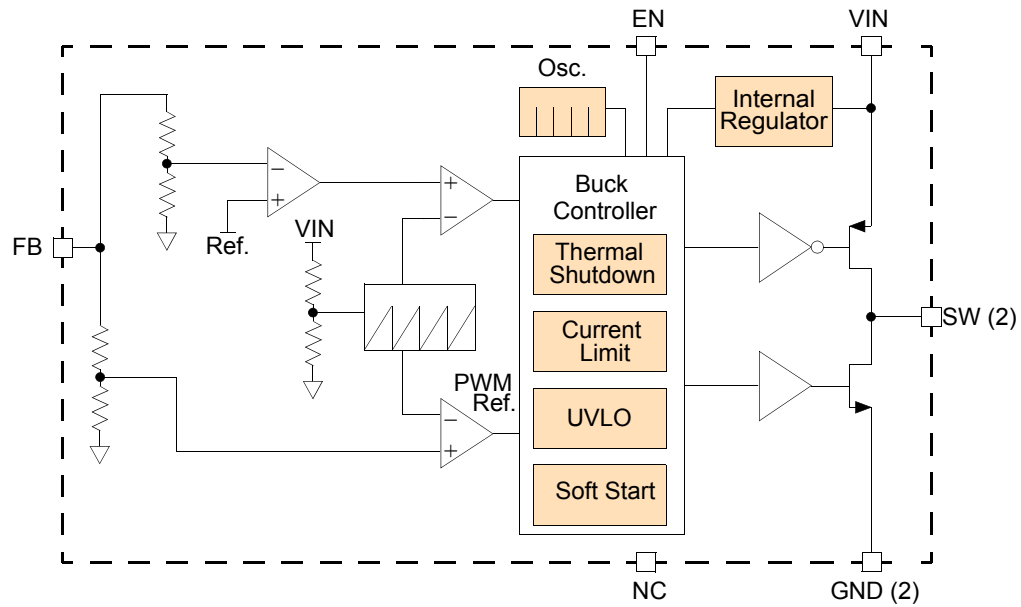 EN
VIN
Osc.
Internal
Regulator
Buck
Controller
−
+
+
−
Ref.
VIN
FB
Thermal
Shutdown
SW (2)
Current
Limit
PWM
Ref.
−
+
UVLO
Soft Start
NC
GND (2)